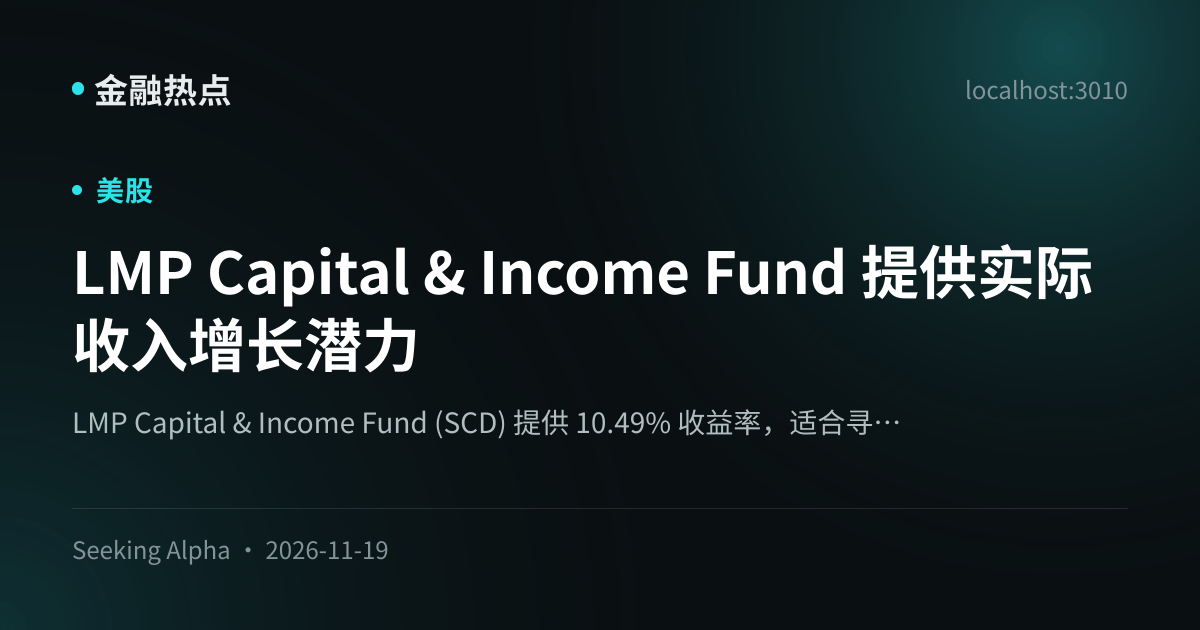 金融热点
localhost:3010
美股
LMP Capital & Income Fund 提供实际
收入增长潜力
LMP Capital & Income Fund (SCD) 提供 10.49% 收益率，适合寻…
Seeking Alpha · 2026-11-19